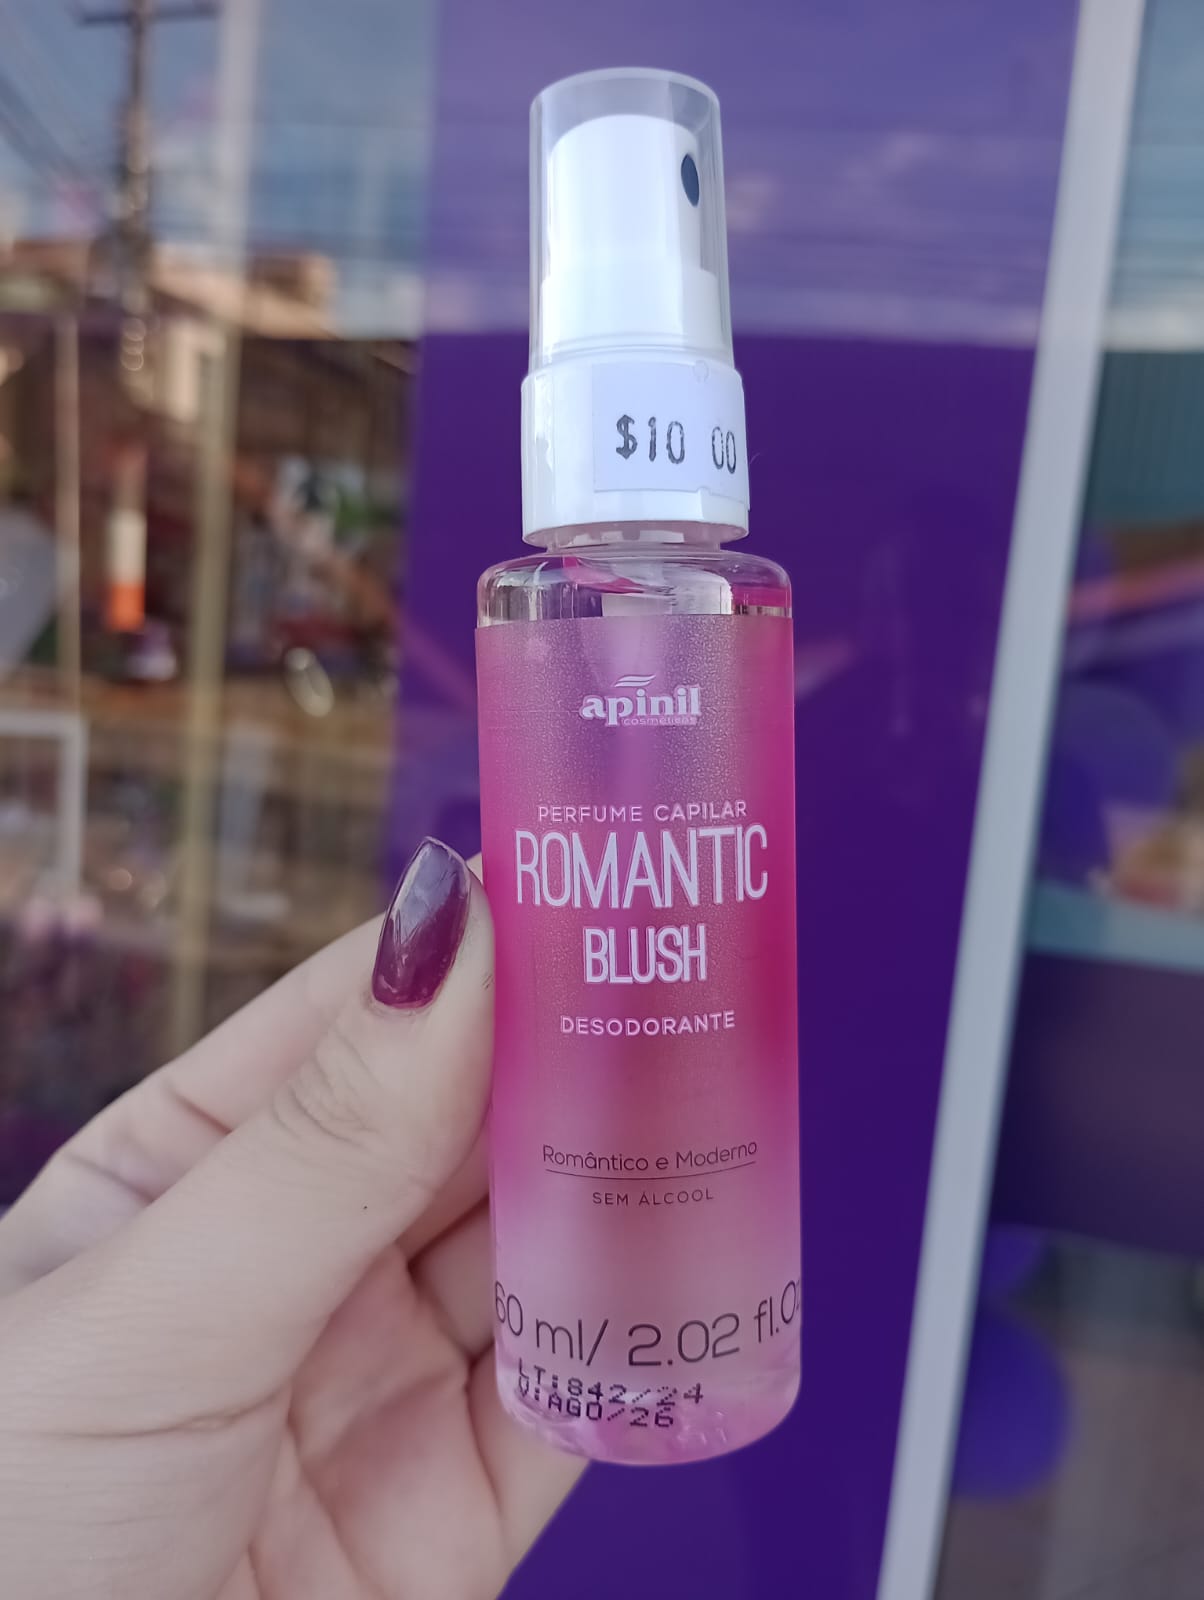 $10 00
apinil
cosméticos
PERFUME CAPILAR
ROMANTIC
BLUSH
DESODORANTE
Romântico e Moderno
SEM ÁLCOOL
60 ml/ 2.02 fl.Oz
LT:842/24
V:AGO/26